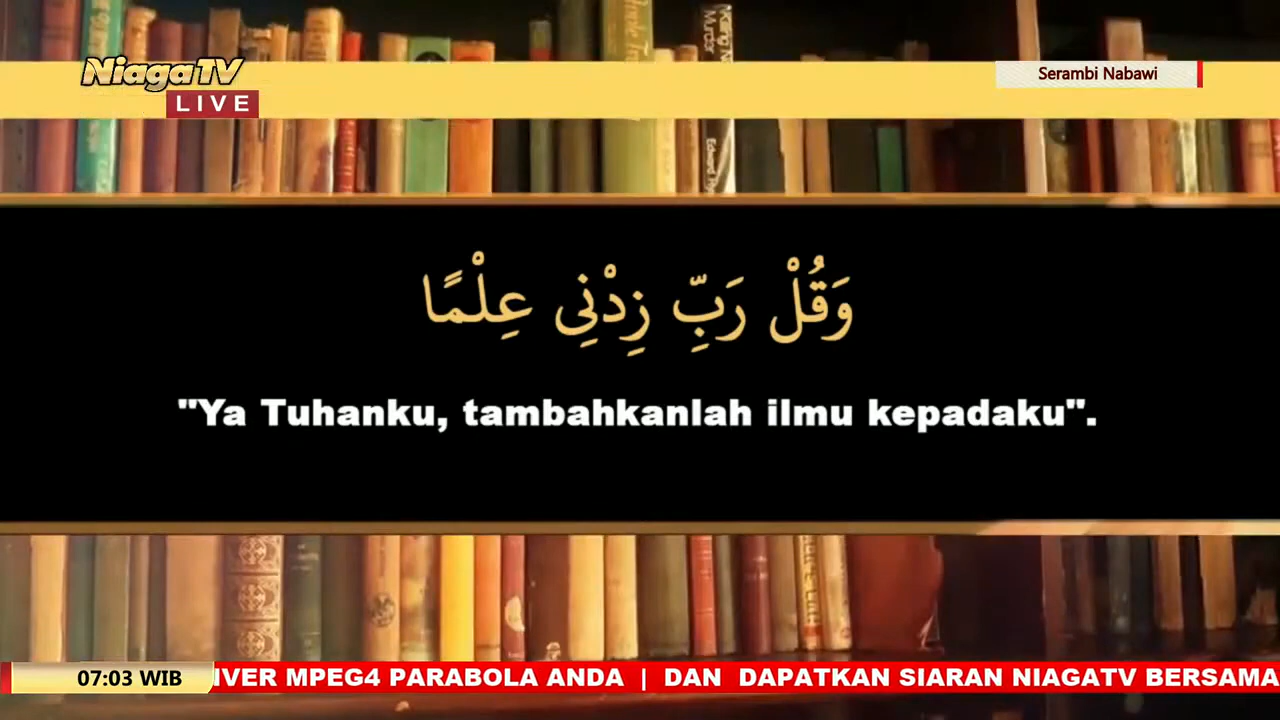 NiagaTV
LIVE
Serambi Nabawi
وَقُلْ رَبِّ زِدْنِى عِلْمًا
"Ya Tuhanku, tambahkanlah ilmu kepadaku".
07:03 WIB
IVER MPEG4 PARABOLA ANDA | DAN DAPATKAN SIARAN NIAGATV BERSAMA